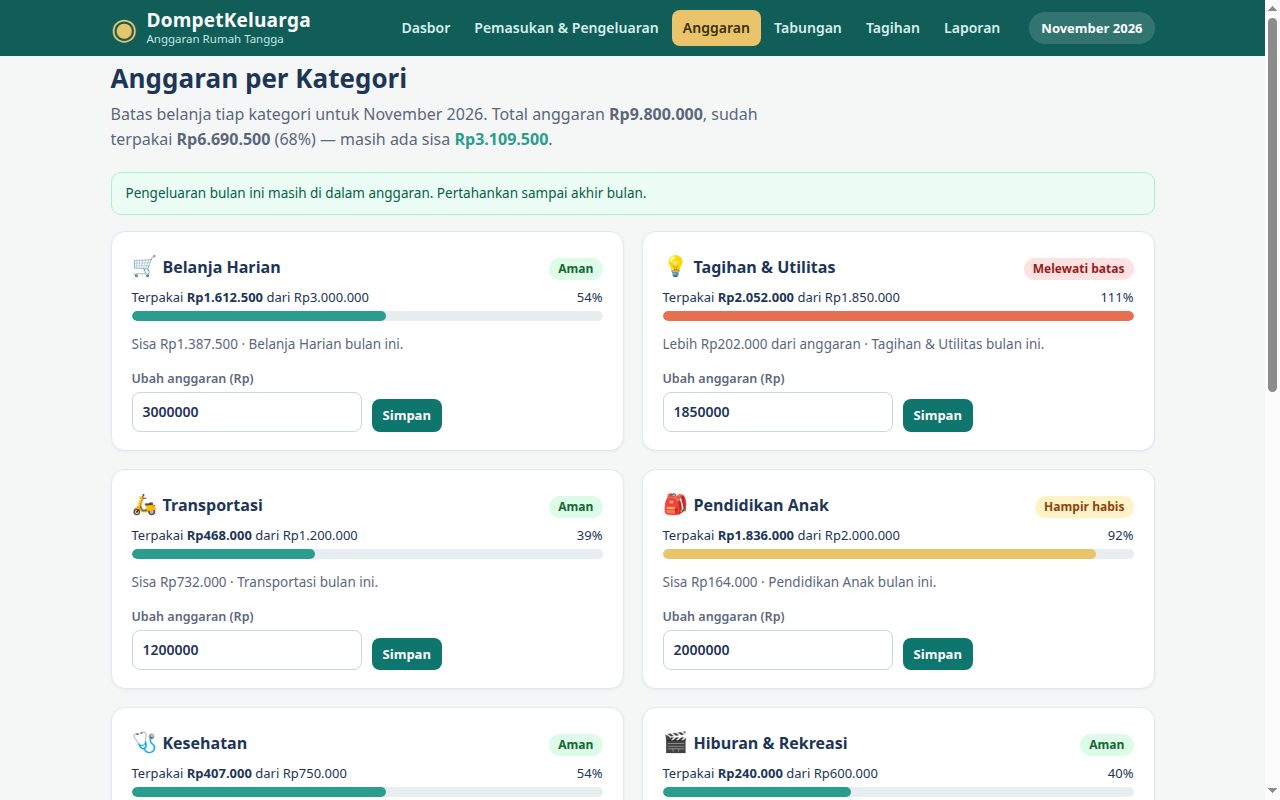 DompetKeluarga
Anggaran Rumah Tangga
Dasbor
Pemasukan & Pengeluaran
Anggaran
Tabungan
Tagihan
Laporan
November 2026
Anggaran per Kategori
Batas belanja tiap kategori untuk November 2026. Total anggaran Rp9.800.000, sudah
terpakai Rp6.690.500 (68%) — masih ada sisa Rp3.109.500.
Pengeluaran bulan ini masih di dalam anggaran. Pertahankan sampai akhir bulan.
Belanja Harian
Aman
Terpakai Rp1.612.500 dari Rp3.000.000
54%
Sisa Rp1.387.500 · Belanja Harian bulan ini.
Ubah anggaran (Rp)
3000000
Simpan
Tagihan & Utilitas
Melewati batas
Terpakai Rp2.052.000 dari Rp1.850.000
111%
Lebih Rp202.000 dari anggaran · Tagihan & Utilitas bulan ini.
Ubah anggaran (Rp)
1850000
Simpan
Transportasi
Aman
Terpakai Rp468.000 dari Rp1.200.000
39%
Sisa Rp732.000 · Transportasi bulan ini.
Ubah anggaran (Rp)
1200000
Simpan
Pendidikan Anak
Hampir habis
Terpakai Rp1.836.000 dari Rp2.000.000
92%
Sisa Rp164.000 · Pendidikan Anak bulan ini.
Ubah anggaran (Rp)
2000000
Simpan
Kesehatan
Aman
Terpakai Rp407.000 dari Rp750.000
54%
Hiburan & Rekreasi
Aman
Terpakai Rp240.000 dari Rp600.000
40%